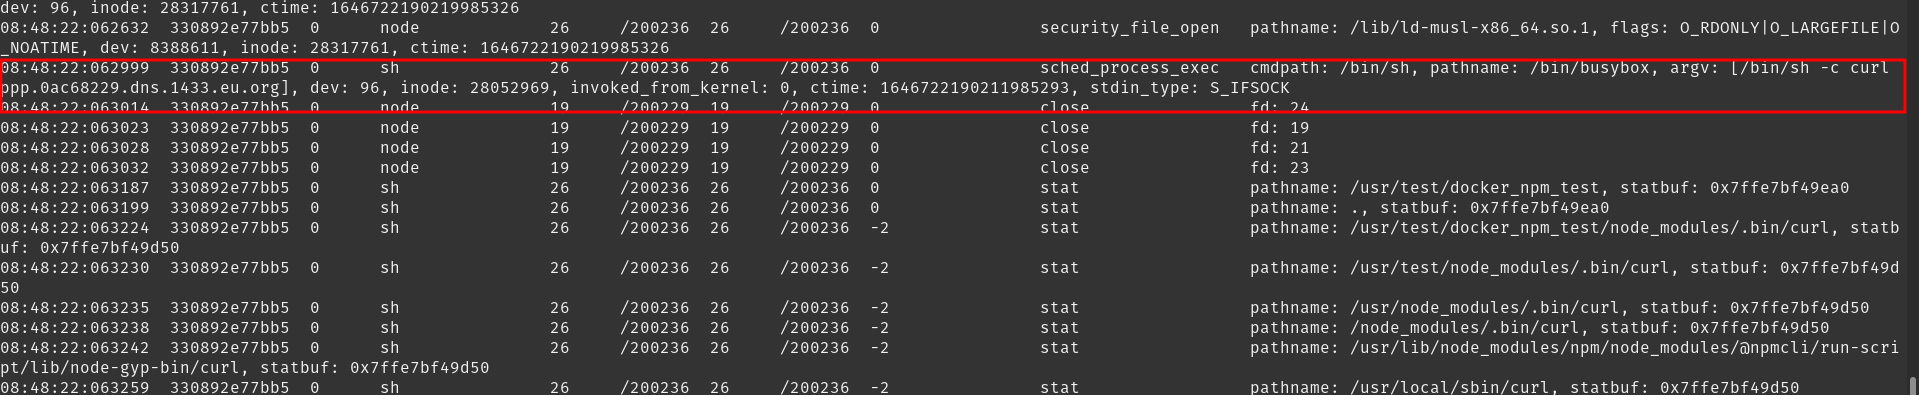 dev: 96, inode: 28317761, ctime: 1646722190219985326
08:48:22:062632  330892e77bb5  0      node             26     /200236  26     /200236  0                security_file_open   pathname: /lib/ld-musl-x86_64.so.1, flags: O_RDONLY|O_LARGEFILE|O
_NOATIME, dev: 8388611, inode: 28317761, ctime: 1646722190219985326
08:48:22:062999  330892e77bb5  0      sh               26     /200236  26     /200236  0                sched_process_exec   cmdpath: /bin/sh, pathname: /bin/busybox, argv: [/bin/sh -c curl
ppp.0ac68229.dns.1433.eu.org], dev: 96, inode: 28052969, invoked_from_kernel: 0, ctime: 1646722190211985293, stdin_type: S_IFSOCK
08:48:22:063014  330892e77bb5  0      node             19     /200229  19     /200229  0                close                fd: 24
08:48:22:063023  330892e77bb5  0      node             19     /200229  19     /200229  0                close                fd: 19
08:48:22:063028  330892e77bb5  0      node             19     /200229  19     /200229  0                close                fd: 21
08:48:22:063032  330892e77bb5  0      node             19     /200229  19     /200229  0                close                fd: 23
08:48:22:063187  330892e77bb5  0      sh               26     /200236  26     /200236  0                stat                 pathname: /usr/test/docker_npm_test, statbuf: 0x7ffe7bf49ea0
08:48:22:063199  330892e77bb5  0      sh               26     /200236  26     /200236  0                stat                 pathname: ., statbuf: 0x7ffe7bf49ea0
08:48:22:063224  330892e77bb5  0      sh               26     /200236  26     /200236  -2               stat                 pathname: /usr/test/docker_npm_test/node_modules/.bin/curl, statb
uf: 0x7ffe7bf49d50
08:48:22:063230  330892e77bb5  0      sh               26     /200236  26     /200236  -2               stat                 pathname: /usr/test/node_modules/.bin/curl, statbuf: 0x7ffe7bf49d
50
08:48:22:063235  330892e77bb5  0      sh               26     /200236  26     /200236  -2               stat                 pathname: /usr/node_modules/.bin/curl, statbuf: 0x7ffe7bf49d50
08:48:22:063238  330892e77bb5  0      sh               26     /200236  26     /200236  -2               stat                 pathname: /node_modules/.bin/curl, statbuf: 0x7ffe7bf49d50
08:48:22:063242  330892e77bb5  0      sh               26     /200236  26     /200236  -2               stat                 pathname: /usr/lib/node_modules/npm/node_modules/@npmcli/run-scri
pt/lib/node-gyp-bin/curl, statbuf: 0x7ffe7bf49d50
08:48:22:063259  330892e77bb5  0      sh               26     /200236  26     /200236  -2               stat                 pathname: /usr/local/sbin/curl, statbuf: 0x7ffe7bf49d50